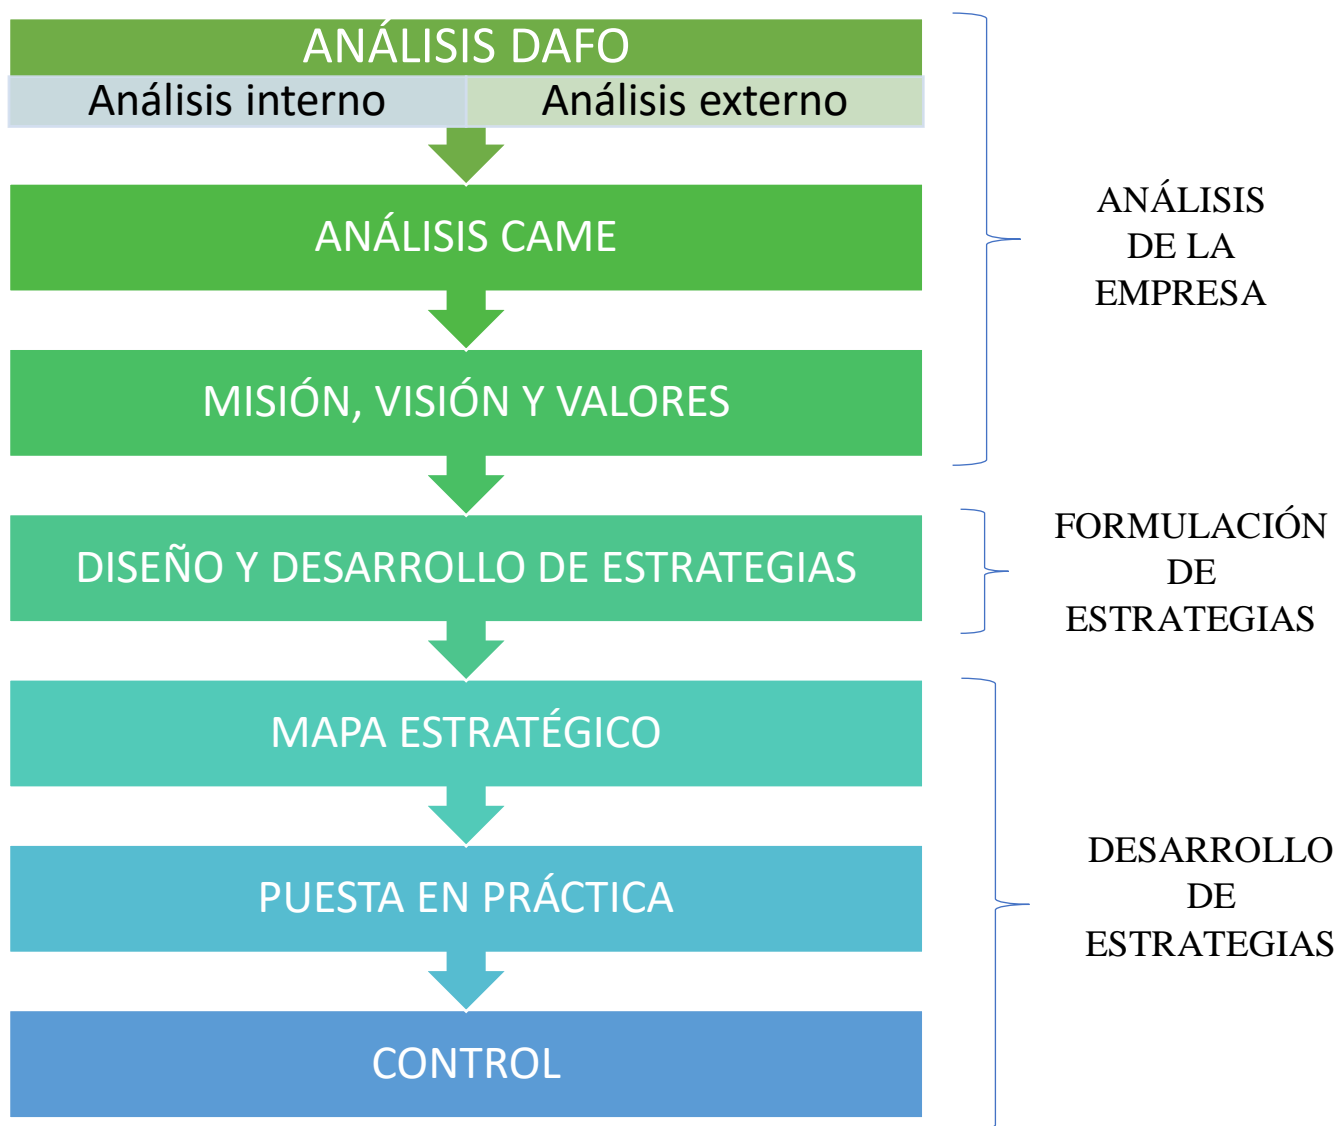 ANÁLISIS DAFO
Análisis interno
Análisis externo
ANÁLISIS CAME
MISIÓN, VISIÓN Y VALORES
ANÁLISIS
DE LA
EMPRESA
DISEÑO Y DESARROLLO DE ESTRATEGIAS
FORMULACIÓN
DE
ESTRATEGIAS
MAPA ESTRATÉGICO
PUESTA EN PRÁCTICA
CONTROL
DESARROLLO
DE
ESTRATEGIAS